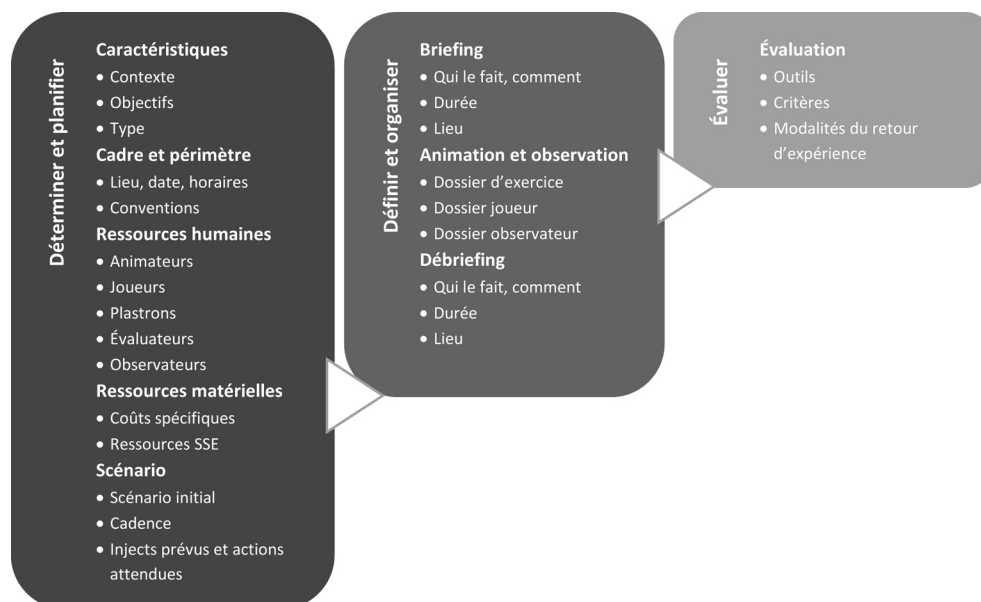 Déterminer et planifier
Caractéristiques
• Contexte
• Objectifs
• Type
Cadre et périmètre
• Lieu, date, horaires
• Conventions
Ressources humaines
• Animateurs
• Joueurs
• Plastrons
• Évaluateurs
• Observateurs
Ressources matérielles
• Coûts spécifiques
• Ressources SSE
Scénario
• Scénario initial
• Cadence
• Injects prévus et actions
attendues
Définir et organiser
Briefing
• Qui le fait, comment
• Durée
• Lieu
Animation et observation
• Dossier d’exercice
• Dossier joueur
• Dossier observateur
Débriefing
• Qui le fait, comment
• Durée
• Lieu
Évaluer
Évaluation
• Outils
• Critères
• Modalités du retour
d’expérience